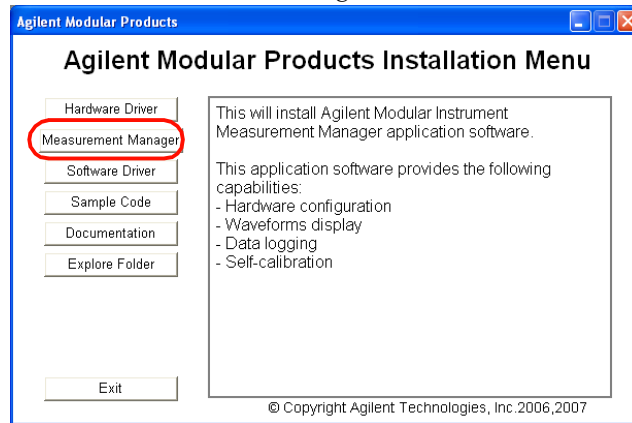 Agilent Modular Products
Agilent Modular Products Installation Menu
Hardware Driver
Measurement Manager
Software Driver
Sample Code
Documentation
Explore Folder
Exit
This will install Agilent Modular Instrument
Measurement Manager application software.
This application software provides the following
capabilities:
- Hardware configuration
- Waveforms display
- Data logging
- Self-calibration
© Copyright Agilent Technologies, Inc.2006,2007